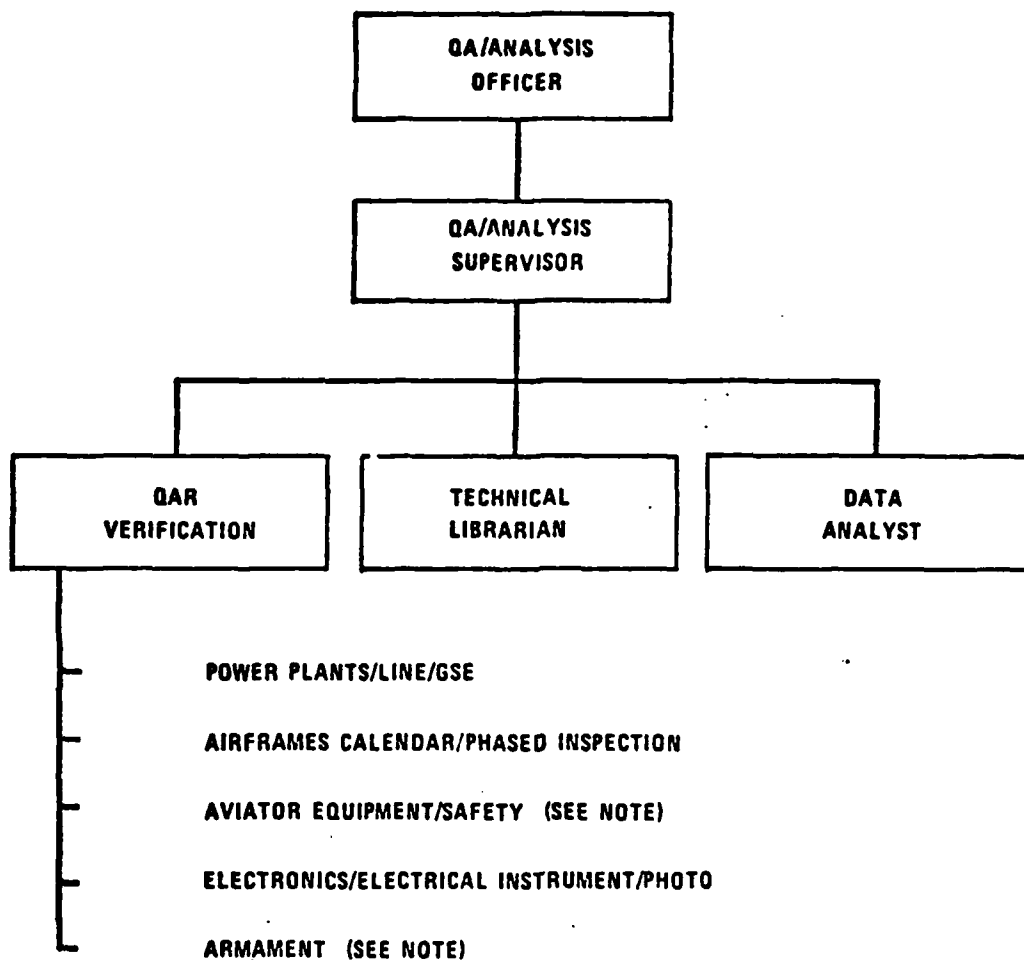 QA/ANALYSIS
OFFICER
QA/ANALYSIS
SUPERVISOR
QAR
VERIFICATION
TECHNICAL
LIBRARIAN
DATA
ANALYST
POWER PLANTS/LINE/GSE
AIRFRAMES CALENDAR/PHASED INSPECTION
AVIATOR EQUIPMENT/SAFETY (SEE NOTE)
ELECTRONICS/ELECTRICAL INSTRUMENT/PHOTO
ARMAMENT (SEE NOTE)